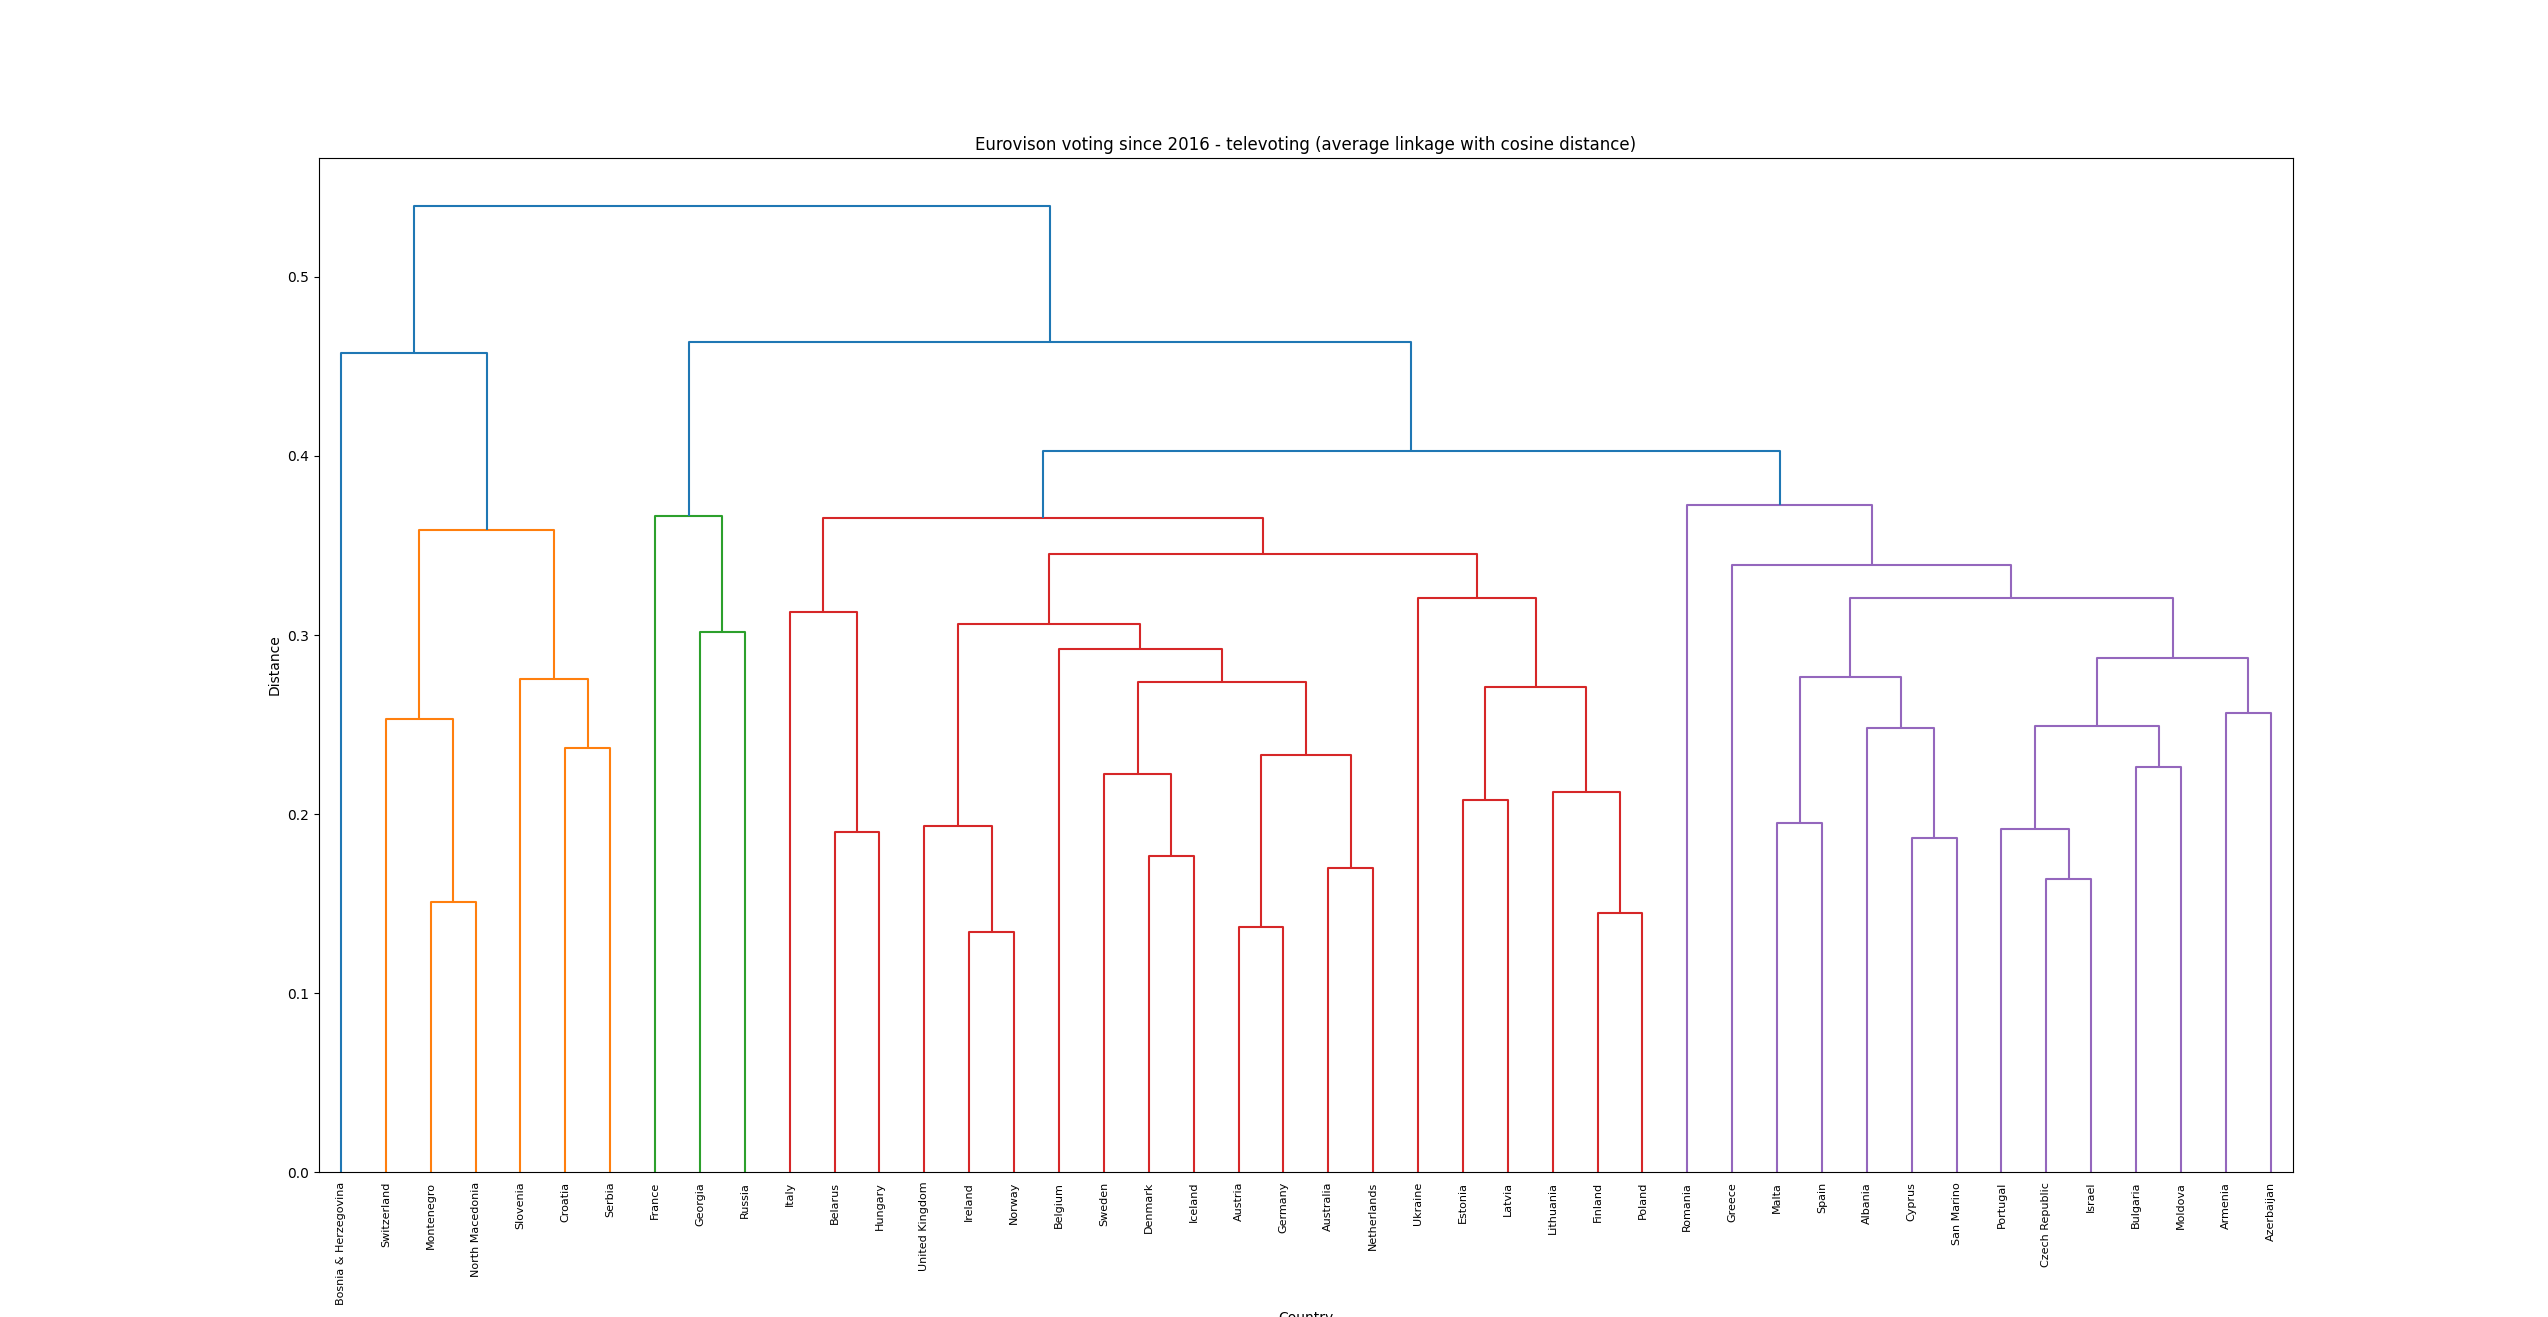 Eurovison voting since 2016 - televoting (average linkage with cosine distance)
Distance
0.5
0.4
0.3
0.2
0.1
0.0
Bosnia & Herzegovina
Switzerland
Montenegro
North Macedonia
Slovenia
Croatia
Serbia
France
Georgia
Russia
Italy
Belarus
Hungary
United Kingdom
Ireland
Norway
Belgium
Sweden
Denmark
Iceland
Austria
Germany
Australia
Netherlands
Ukraine
Estonia
Latvia
Lithuania
Finland
Poland
Romania
Greece
Malta
Spain
Albania
Cyprus
San Marino
Portugal
Czech Republic
Israel
Bulgaria
Moldova
Armenia
Azerbaijan
Country